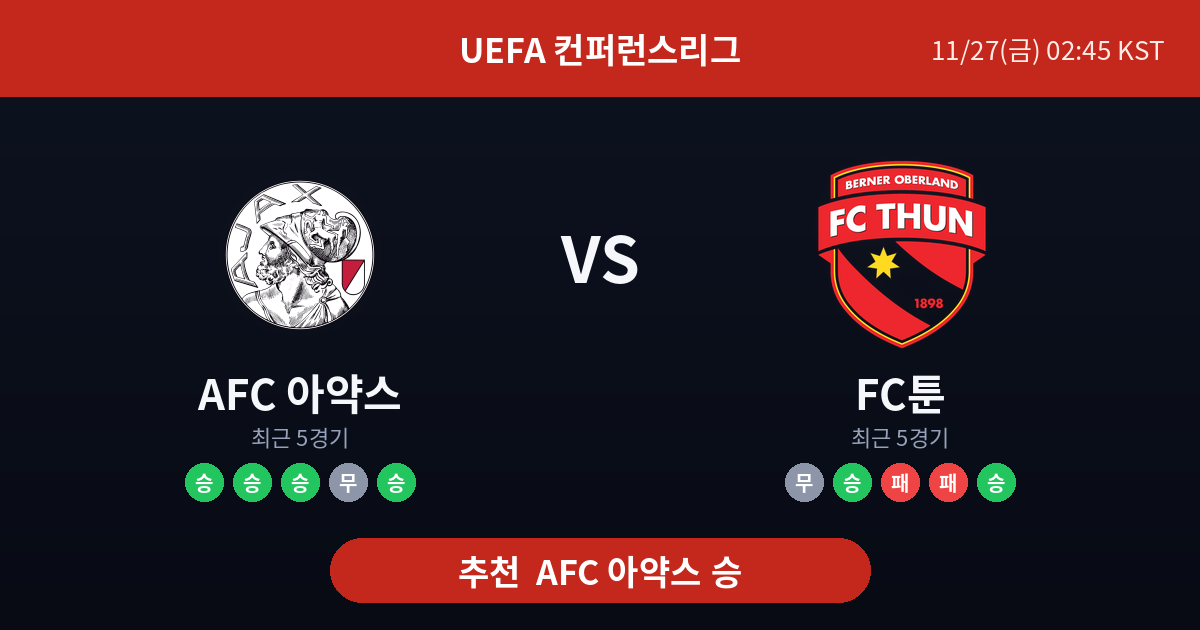 UEFA 컨퍼런스리그
11/27(금) 02:45 KST
AJAX
VS
BERNER OBERLAND
FC THUN
1898
AFC 아약스
FC툰
최근 5경기
최근 5경기
승 승 승 무 승
무 승 패 패 승
추천 AFC 아약스 승